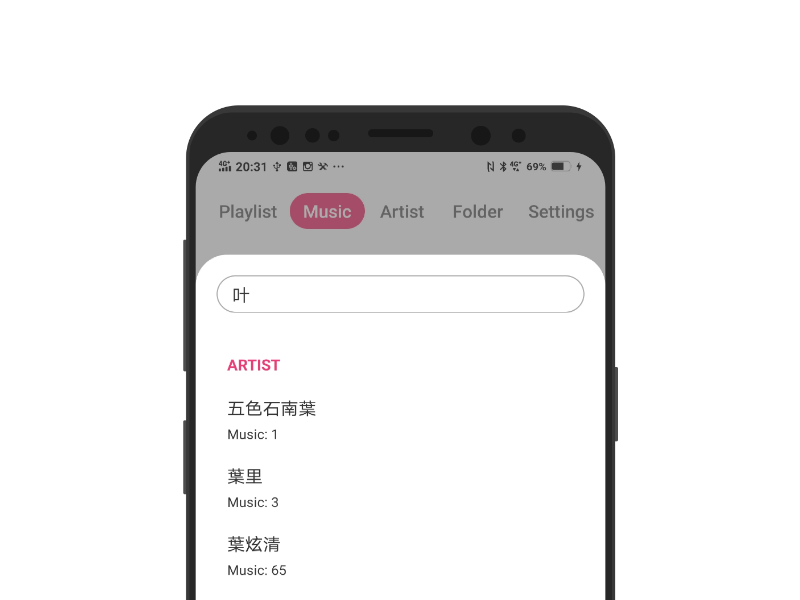 4G+ 20:31 ··· 4G+ 69%
Playlist Music Artist Folder Settings
叶
ARTIST
五色石南葉
Music: 1
葉里
Music: 3
葉炫清
Music: 65